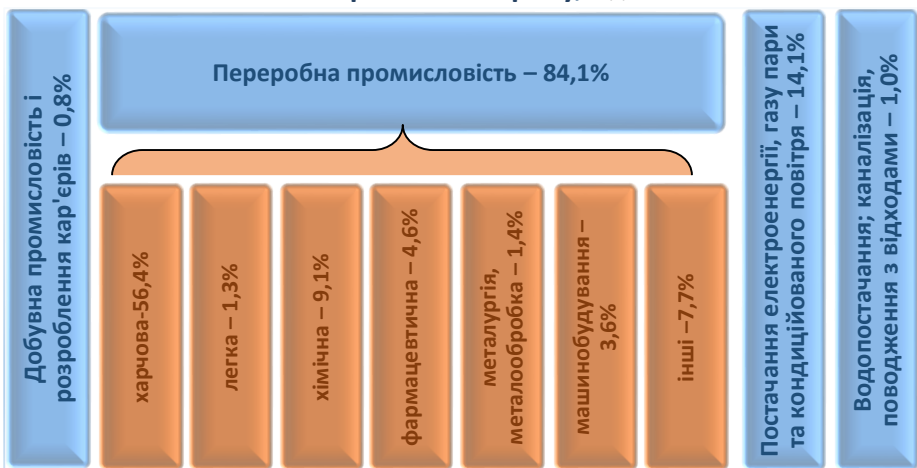 Добувна промисловість і
розроблення кар'єрів – 0,8%
Переробна промисловість – 84,1%
харчова-56,4%
легка – 1,3%
хімічна – 9,1%
фармацевтична – 4,6%
металургія,
металообробка – 1,4%
машинобудування –
3,6%
інші –7,7%
Постачання електроенергії, газу пари
та кондиційованого повітря – 14,1%
Водопостачання; каналізація,
поводження з відходами – 1,0%